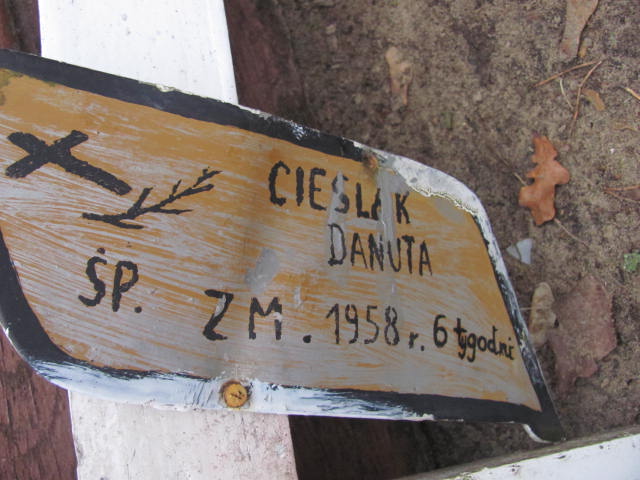 CIEŚLAK
DANUTA
ŚP. ZM. 1958 r. 6 tygodni